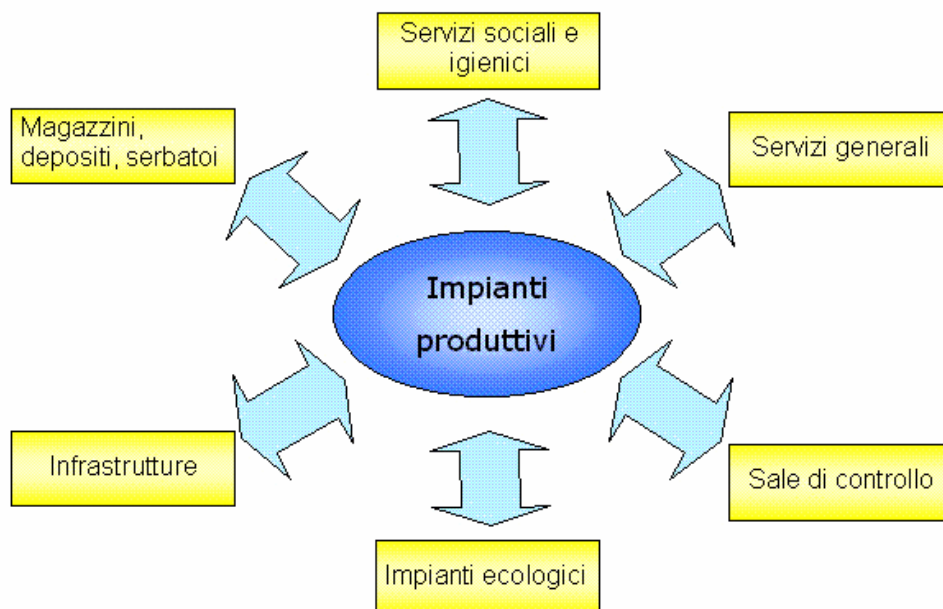 Servizi sociali e
igienici
Magazzini,
depositi, serbatoi
Servizi generali
Impianti
produttivi
Infrastrutture
Sale di controllo
Impianti ecologici